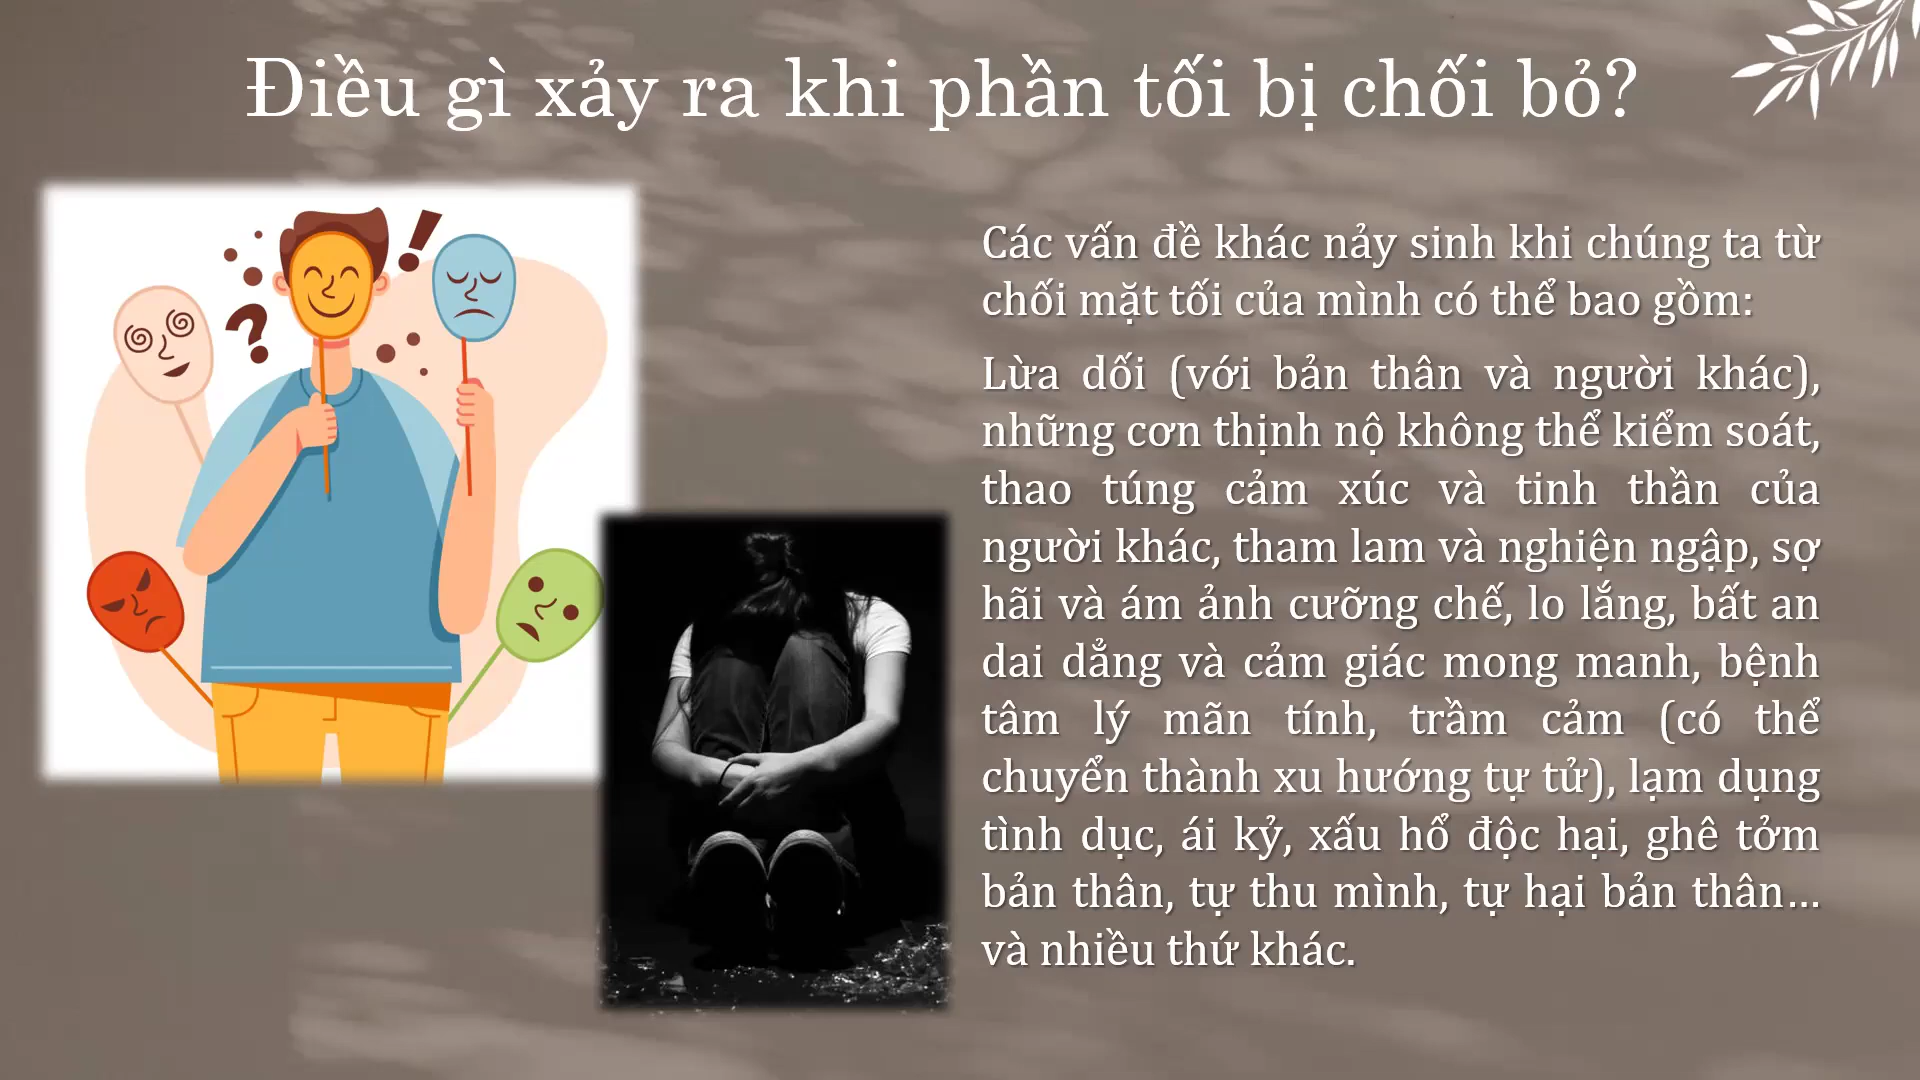 Điều gì xảy ra khi phần tối bị chối bỏ?
Các vấn đề khác nảy sinh khi chúng ta từ
chối mặt tối của mình có thể bao gồm:
Lừa dối (với bản thân và người khác),
những cơn thịnh nộ không thể kiểm soát,
thao túng cảm xúc và tinh thần của
người khác, tham lam và nghiện ngập, sợ
hãi và ám ảnh cưỡng chế, lo lắng, bất an
dai dẳng và cảm giác mong manh, bệnh
tâm lý mãn tính, trầm cảm (có thể
chuyển thành xu hướng tự tử), lạm dụng
tình dục, ái kỷ, xấu hổ độc hại, ghê tởm
bản thân, tự thu mình, tự hại bản thân...
và nhiều thứ khác.